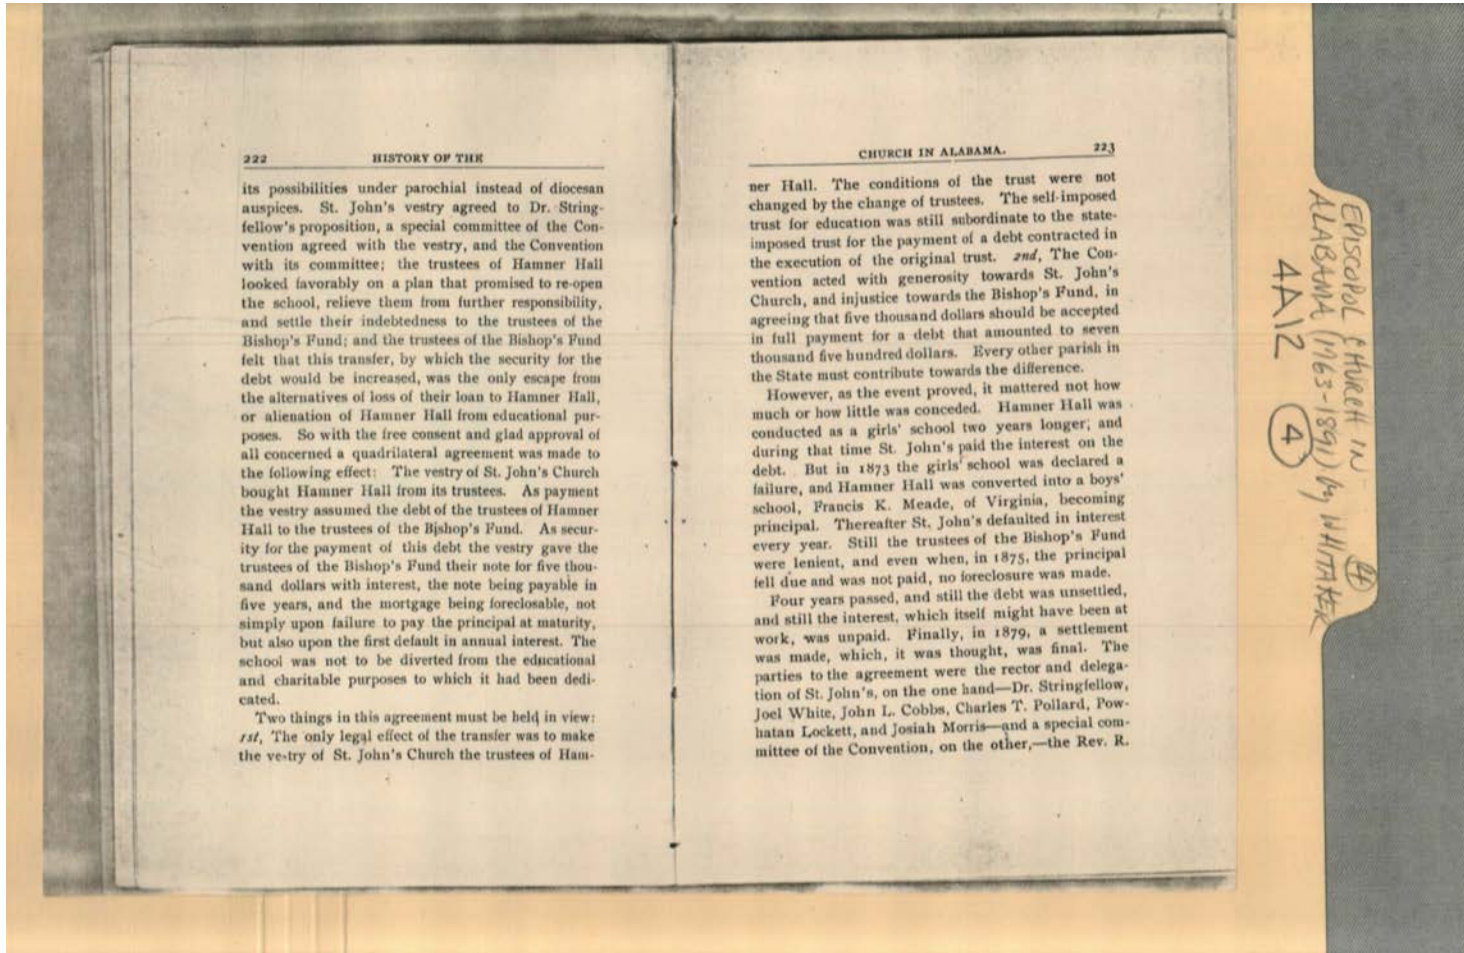 222 HISTORY OF THE
its possibilities under parochial instead of diocesan
auspices. St. John's vestry agreed to Dr. String-
fellow's proposition, a special committee of the Con-
vention agreed with the vestry, and the Convention
with its committee; the trustees of Hamner Hall
looked favorably on a plan that promised to re-open
the school, relieve them from further responsibility,
and settle their indebtedness to the trustees of the
Bishop's Fund; and the trustees of the Bishop's Fund
felt that this transfer, by which the security for the
debt would be increased, was the only escape from
the alternatives of loss of their loan to Hamner Hall,
or alienation of Hamner Hall from educational pur-
poses. So with the free consent and glad approval of
all concerned a quadrilateral agreement was made to
the following effect: The vestry of St. John's Church
bought Hamner Hall from its trustees. As payment
the vestry assumed the debt of the trustees of Hamner
Hall to the trustees of the Bishop's Fund. As secur-
ity for the payment of this debt the vestry gave the
trustees of the Bishop's Fund their note for five thou-
sand dollars with interest, the note being payable in
five years, and the mortgage being foreclosable, not
simply upon failure to pay the principal at maturity,
but also upon the first default in annual interest. The
school was not to be diverted from the educational
and charitable purposes to which it had been dedi-
cated.
Two things in this agreement must be held in view:
1st, The only legal effect of the transfer was to make
the vestry of St. John's Church the trustees of Ham-
CHURCH IN ALABAMA. 223
ner Hall. The conditions of the trust were not
changed by the change of trustees. The self-imposed
trust for education was still subordinate to the state-
imposed trust for the payment of a debt contracted in
the execution of the original trust. 2nd, The Con-
vention acted with generosity towards St. John's
Church, and injustice towards the Bishop's Fund, in
agreeing that five thousand dollars should be accepted
in full payment for a debt that amounted to seven
thousand five hundred dollars. Every other parish in
the State must contribute towards the difference.
However, as the event proved, it mattered not how
much or how little was conceded. Hamner Hall was
conducted as a girls' school two years longer; and
during that time St. John's paid the interest on the
debt. But in 1873 the girls' school was declared a
failure, and Hamner Hall was converted into a boys'
school, Francis K. Meade, of Virginia, becoming
principal. Thereafter St. John's defaulted in interest
every year. Still the trustees of the Bishop's Fund
were lenient, and even when, in 1875, the principal
fell due and was not paid, no foreclosure was made.
Four years passed, and still the debt was unsettled,
and still the interest, which itself might have been at
work, was unpaid. Finally, in 1879, a settlement
was made, which, it was thought, was final. The
parties to the agreement were the rector and delega-
tion of St. John's, on the one hand—Dr. Stringfellow,
Joel White, John L. Cobbs, Charles T. Pollard, Pow-
hatan Lockett, and Josiah Morris—and a special com-
mittee of the Convention, on the other,—the Rev. R.
EPISCOPOL CHURCH IN
ALABAMA (1763-1891) by WHITAKER
4A12 4